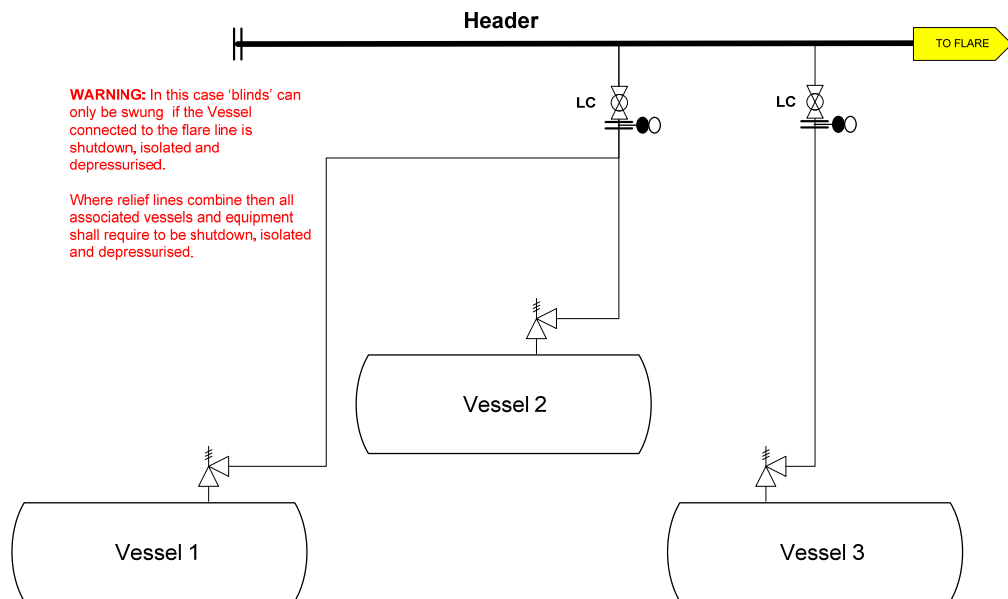 Header
TO FLARE
WARNING: In this case ‘blinds’ can
only be swung if the Vessel
connected to the flare line is
shutdown, isolated and
depressurised.
Where relief lines combine then all
associated vessels and equipment
shall require to be shutdown, isolated
and depressurised.
LC
LC
Vessel 2
Vessel 1
Vessel 3